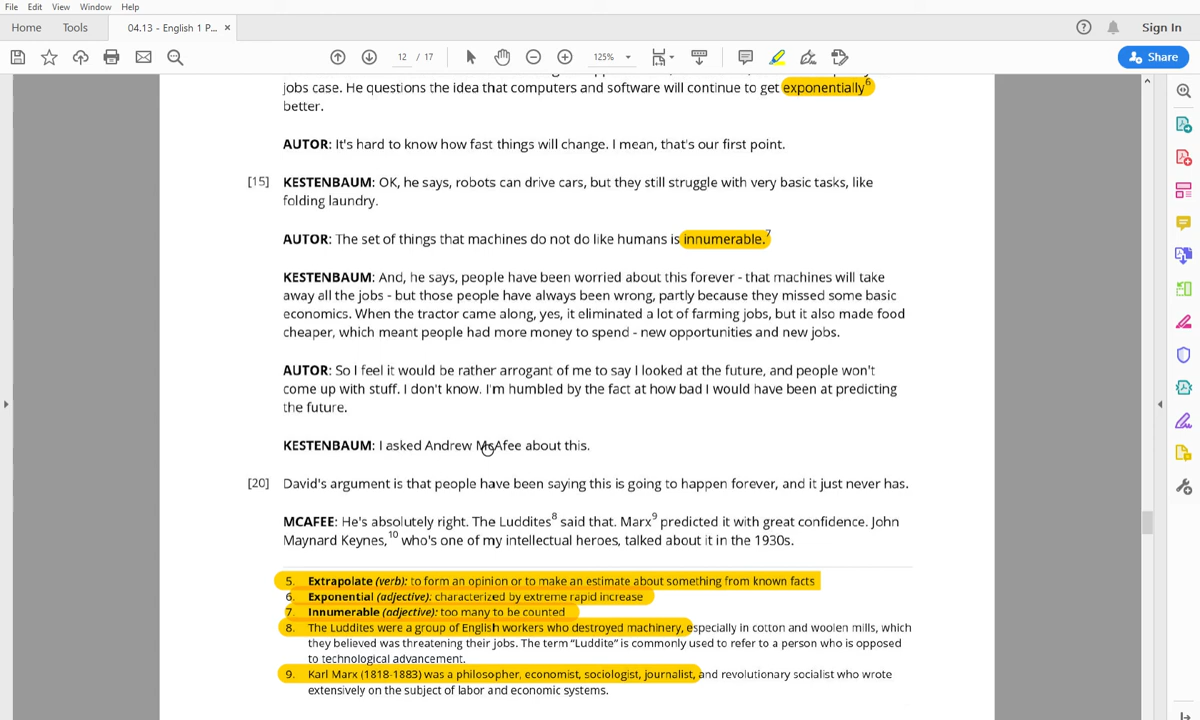 File Edit View Window Help
Home Tools 04.13 - English 1 P... × Sign In
12 / 17 125% Share
jobs case. He questions the idea that computers and software will continue to get exponentially6
better.
AUTOR: It's hard to know how fast things will change. I mean, that's our first point.
[15] KESTENBAUM: OK, he says, robots can drive cars, but they still struggle with very basic tasks, like
folding laundry.
AUTOR: The set of things that machines do not do like humans is innumerable.7
KESTENBAUM: And, he says, people have been worried about this forever - that machines will take
away all the jobs - but those people have always been wrong, partly because they missed some basic
economics. When the tractor came along, yes, it eliminated a lot of farming jobs, but it also made food
cheaper, which meant people had more money to spend - new opportunities and new jobs.
AUTOR: So I feel it would be rather arrogant of me to say I looked at the future, and people won't
come up with stuff. I don't know. I'm humbled by the fact at how bad I would have been at predicting
the future.
KESTENBAUM: I asked Andrew McAfee about this.
[20] David's argument is that people have been saying this is going to happen forever, and it just never has.
MCAFEE: He's absolutely right. The Luddites8 said that. Marx9 predicted it with great confidence. John
Maynard Keynes,10 who's one of my intellectual heroes, talked about it in the 1930s.
5. Extrapolate (verb): to form an opinion or to make an estimate about something from known facts
6. Exponential (adjective): characterized by extreme rapid increase
7. Innumerable (adjective): too many to be counted
8. The Luddites were a group of English workers who destroyed machinery, especially in cotton and woolen mills, which
they believed was threatening their jobs. The term "Luddite" is commonly used to refer to a person who is opposed
to technological advancement.
9. Karl Marx (1818-1883) was a philosopher, economist, sociologist, journalist, and revolutionary socialist who wrote
extensively on the subject of labor and economic systems.